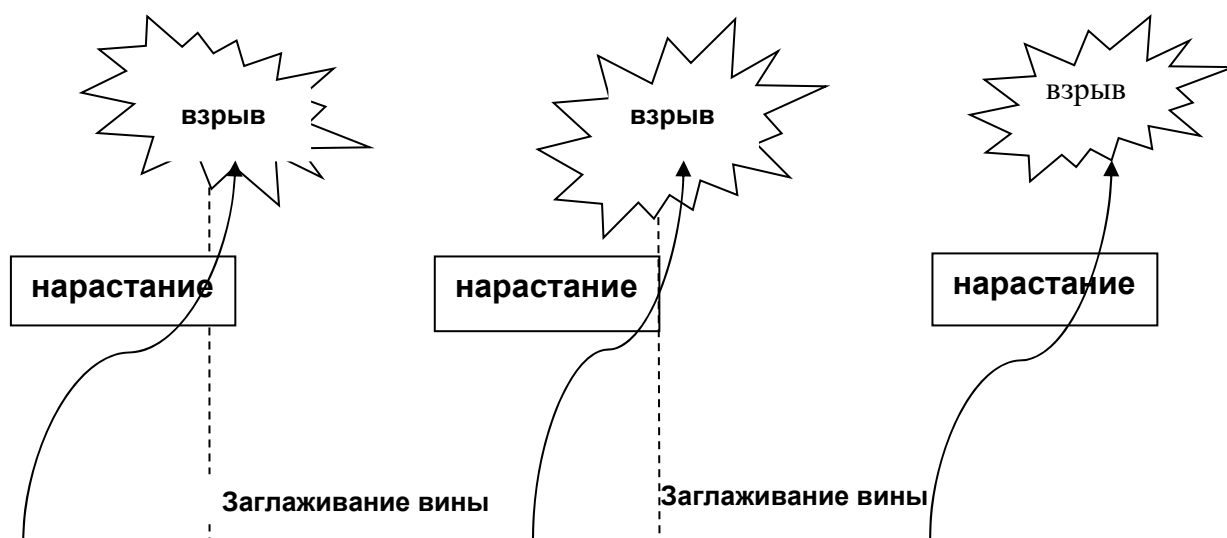 взрыв
взрыв
взрыв
нарастание
нарастание
нарастание
Заглаживание вины
Заглаживание вины